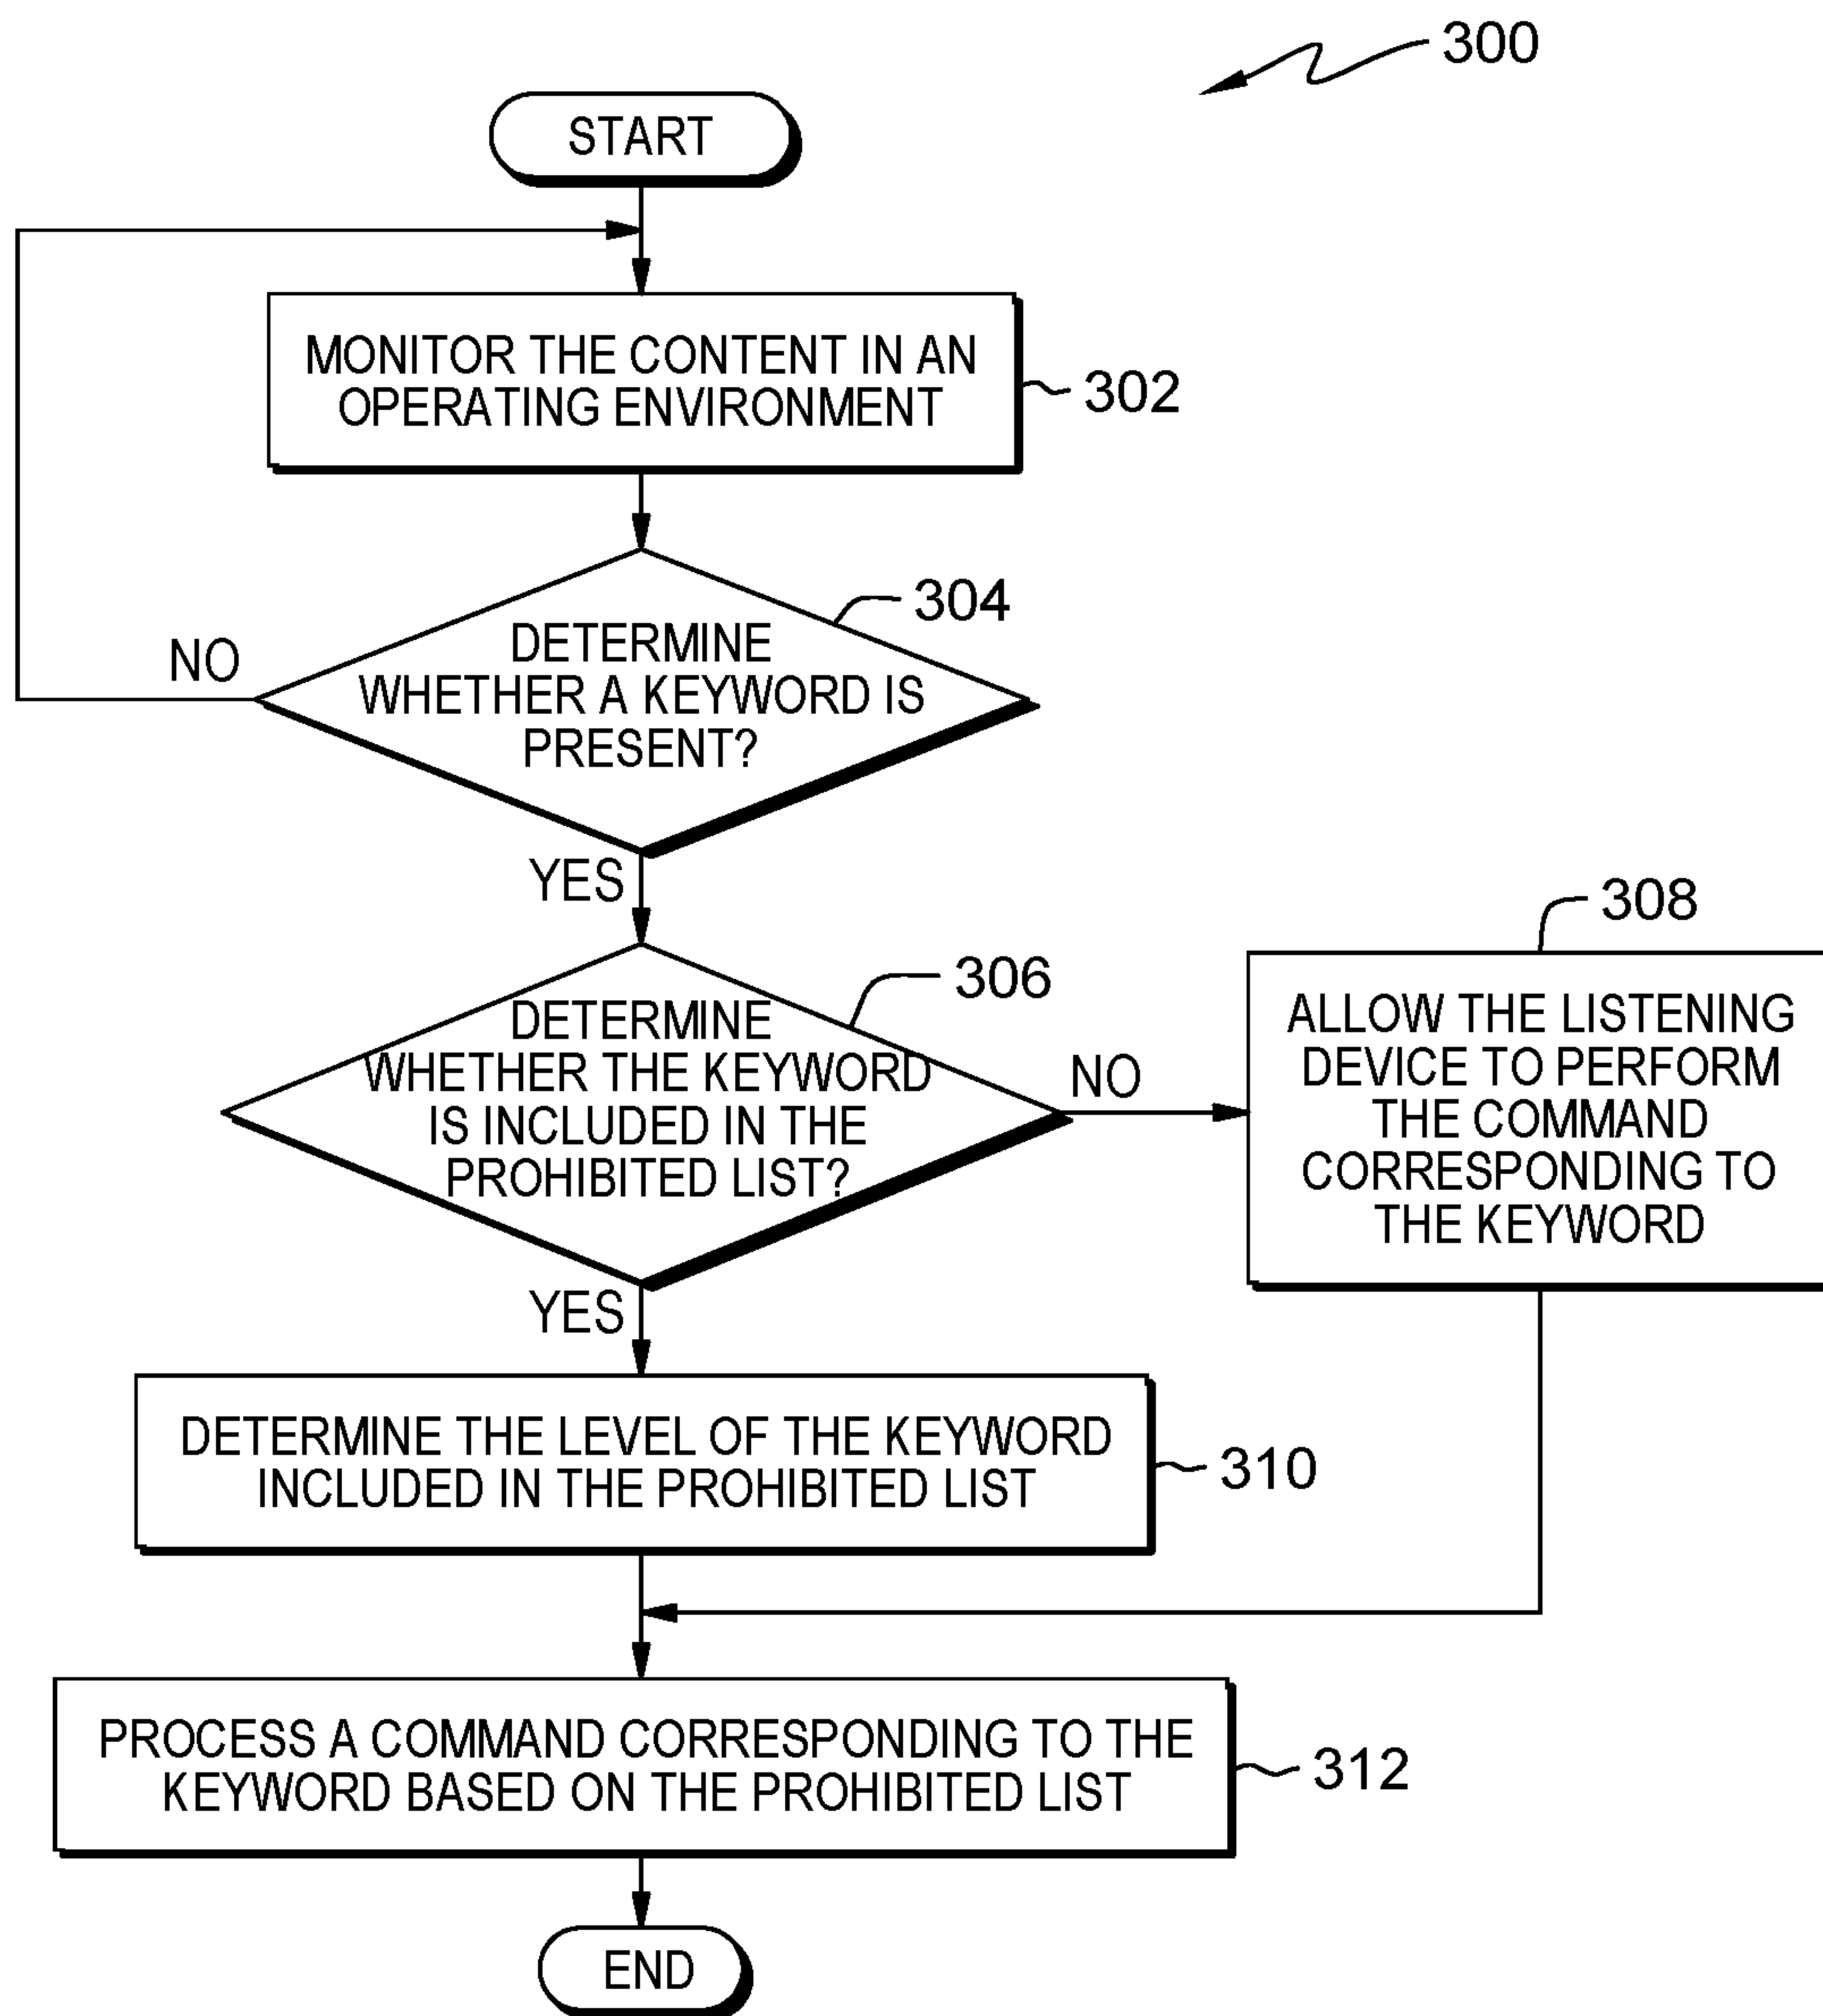 300
START
MONITOR THE CONTENT IN AN
OPERATING ENVIRONMENT
302
304
DETERMINE
WHETHER A KEYWORD IS
PRESENT?
NO
YES
306
DETERMINE
WHETHER THE KEYWORD
IS INCLUDED IN THE
PROHIBITED LIST?
NO
308
ALLOW THE LISTENING
DEVICE TO PERFORM
THE COMMAND
CORRESPONDING TO
THE KEYWORD
YES
DETERMINE THE LEVEL OF THE KEYWORD
INCLUDED IN THE PROHIBITED LIST
310
PROCESS A COMMAND CORRESPONDING TO THE
KEYWORD BASED ON THE PROHIBITED LIST
312
END